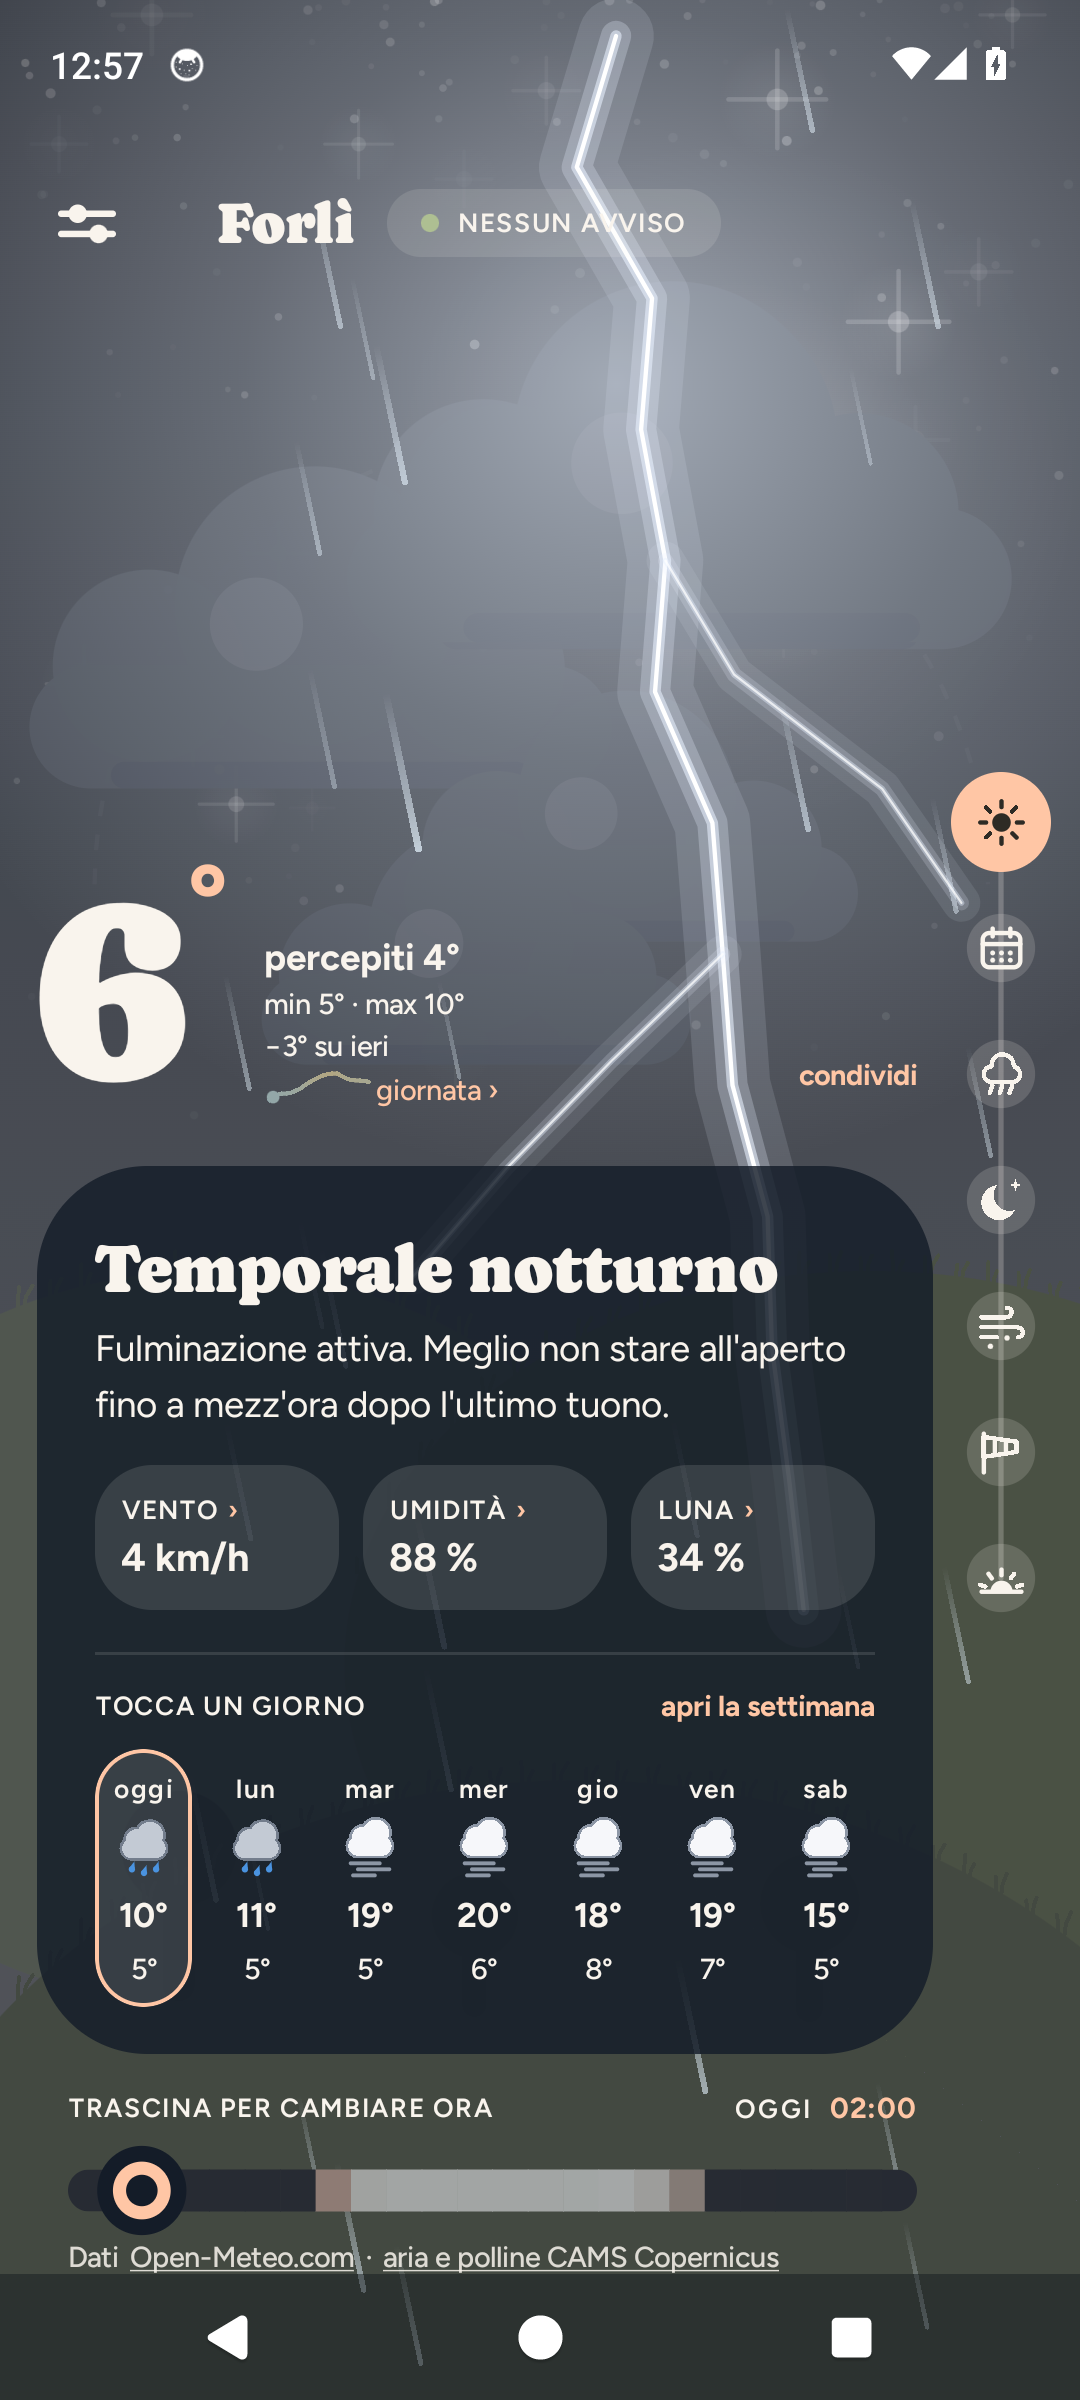 12:57
Forlì
NESSUN AVVISO
6°
percepiti 4°
min 5° · max 10°
−3° su ieri
giornata ›
condividi
Temporale notturno
Fulminazione attiva. Meglio non stare all'aperto
fino a mezz'ora dopo l'ultimo tuono.
VENTO › UMIDITÀ › LUNA ›
4 km/h 88 % 34 %
TOCCA UN GIORNO apri la settimana
oggi lun mar mer gio ven sab
10° 11° 19° 20° 18° 19° 15°
5° 5° 5° 6° 8° 7° 5°
TRASCINA PER CAMBIARE ORA OGGI 02:00
Dati Open-Meteo.com · aria e polline CAMS Copernicus